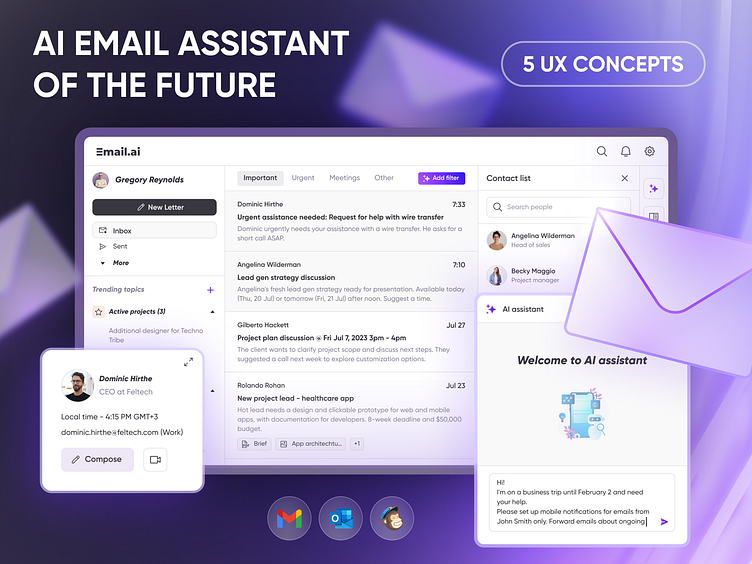 AI EMAIL ASSISTANT
OF THE FUTURE
5 UX CONCEPTS
Email.ai
Gregory Reynolds
New Letter
Inbox
Sent
More
Trending topics
Active projects (3)
Additional designer for Techno
Tribe
Important
Urgent
Meetings
Other
Add filter
Dominic Hirthe
7:33
Urgent assistance needed: Request for help with wire transfer
Dominic urgently needs your assistance with a wire transfer. He asks for a
short call ASAP.
Angelina Wilderman
7:10
Lead gen strategy discussion
Angelina's fresh lead gen strategy ready for presentation. Available today
(Thu, 20 Jul) or tomorrow (Fri, 21 Jul) after noon. Suggest a time.
Gilberto Hackett
Jul 27
Project plan discussion @ Fri Jul 7, 2023 3pm - 4pm
The client wants to clarify project scope and discuss next steps. They
suggested a call next week to explore customization options.
Rolando Rohan
Jul 23
New project lead - healthcare app
Hot lead needs a design and clickable prototype for web and mobile
apps, with documentation for developers. 8-week deadline and $50,000
budget.
Brief
App architechtu...
+1
Contact list
Search people
Angelina Wilderman
Head of sales
Becky Maggio
Project manager
AI assistant
Welcome to AI assistant
Hi!
I'm on a business trip until February 2 and need
your help.
Please set up mobile notifications for emails from
John Smith only. Forward emails about ongoing
Dominic Hirthe
CEO at Feltech
Local time - 4:15 PM GMT+3
dominic.hirthe@feltech.com (Work)
Compose